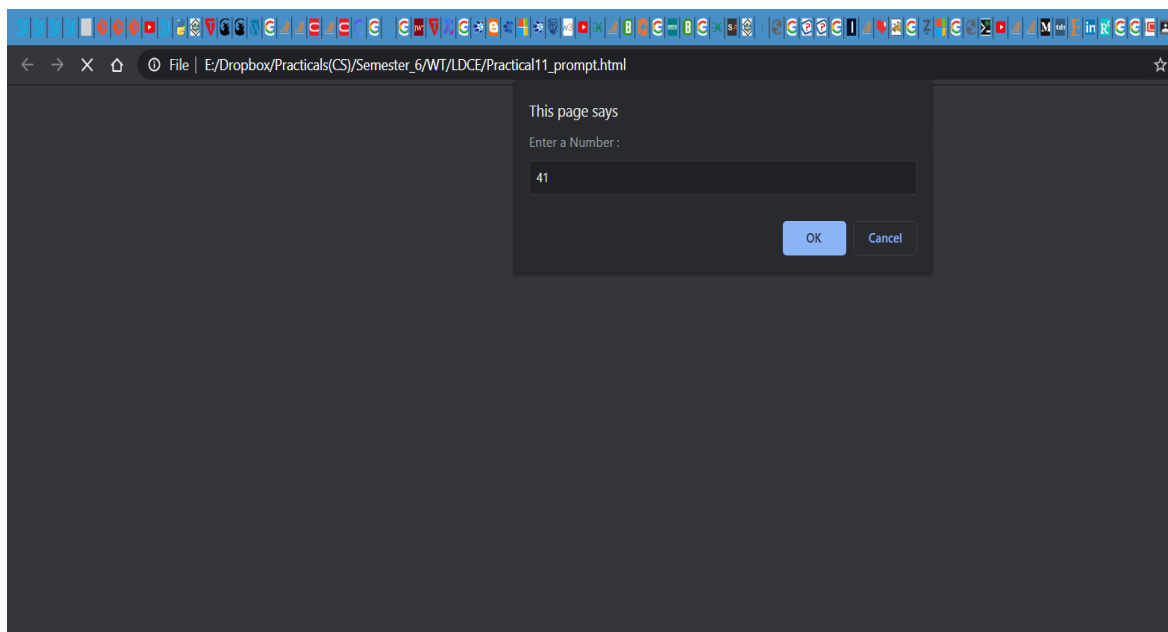 File | E:/Dropbox/Practicals(CS)/Semester_6/WT/LDCE/Practical11_prompt.html
This page says
Enter a Number :
41
OK Cancel